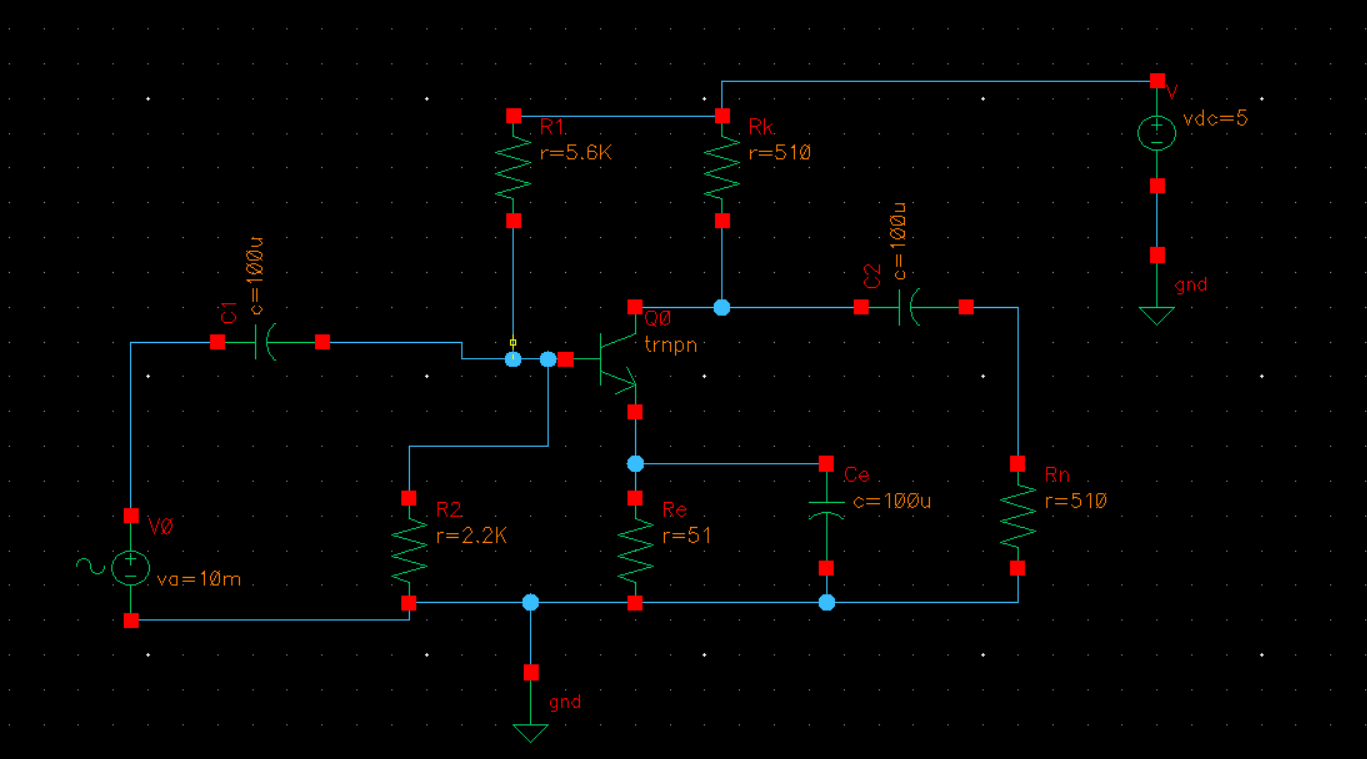 V
vdc=5
R1
r=5.6K
Rk
r=510
C1
c=100u
C2
c=100u
gnd
Q0
trnpn
V0
va=10m
R2
r=2.2K
Re
r=51
Ce
c=100u
Rn
r=510
gnd